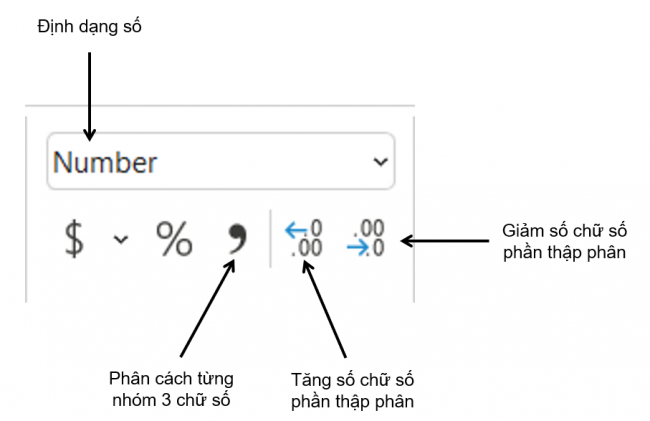 Định dạng số
Number
$ % , .0 .00 .00 .0
Giảm số chữ số
phần thập phân
Phân cách từng
nhóm 3 chữ số
Tăng số chữ số
phần thập phân